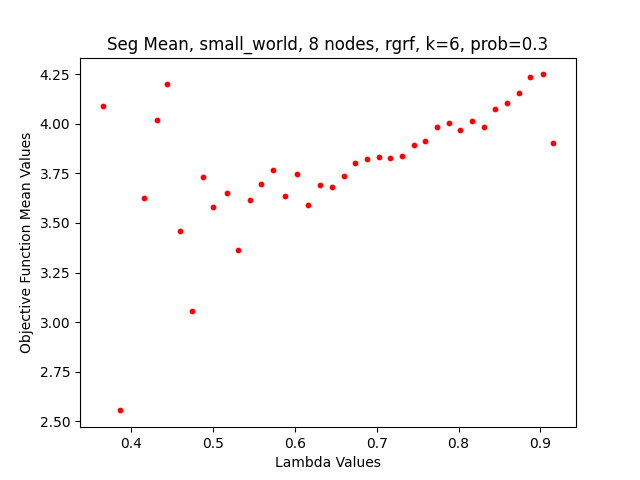 Seg Mean, small_world, 8 nodes, rgrf, k=6, prob=0.3
Objective Function Mean Values
4.25
4.00
3.75
3.50
3.25
3.00
2.75
2.50
0.4 0.5 0.6 0.7 0.8 0.9
Lambda Values